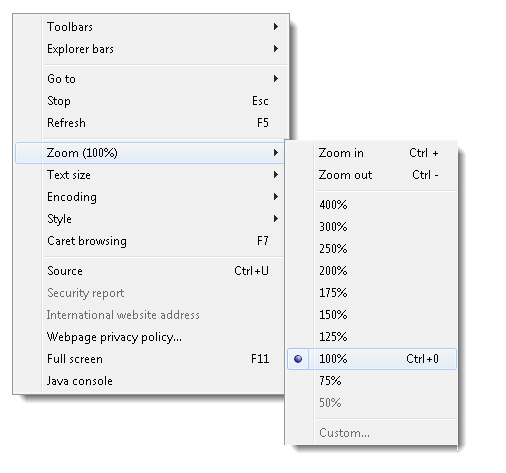 Toolbars
Explorer bars
Go to
Stop Esc
Refresh F5
Zoom (100%)
Text size
Encoding
Style
Caret browsing F7
Source Ctrl+U
Security report
International website address
Webpage privacy policy...
Full screen F11
Java console
Zoom in Ctrl +
Zoom out Ctrl -
400%
300%
250%
200%
175%
150%
125%
100% Ctrl+0
75%
50%
Custom...